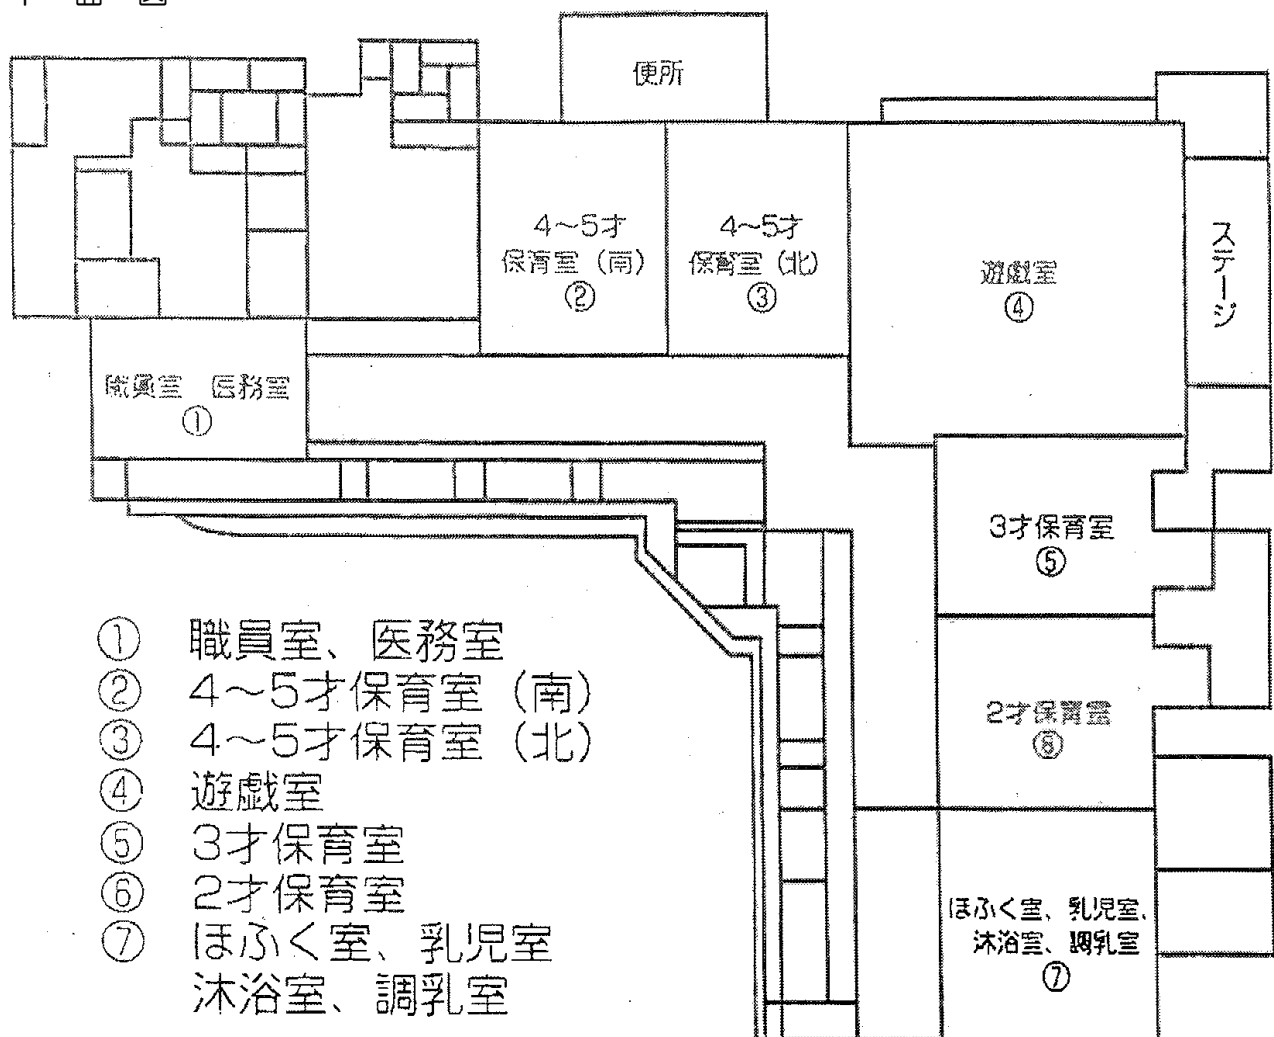 便所
4～5才
保育室（南）
②
4～5才
保育室（北）
③
遊戯室
④
ステージ
職員室 医務室
①
3才保育室
⑤
2才保育室
⑥
ほふく室、乳児室、
沐浴室、調乳室
⑦
① 職員室、医務室
② 4～5才保育室（南）
③ 4～5才保育室（北）
④ 遊戯室
⑤ 3才保育室
⑥ 2才保育室
⑦ ほふく室、乳児室
沐浴室、調乳室